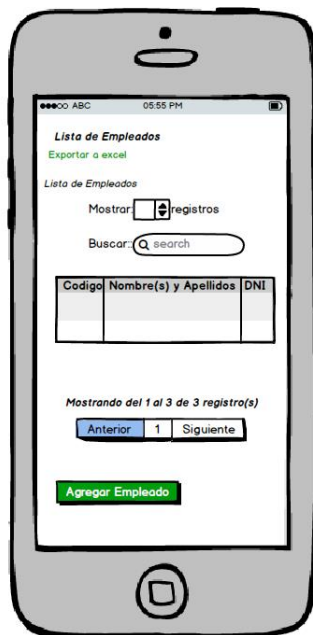 ABC 05:55 PM
Lista de Empleados
Exportar a excel
Lista de Empleados
Mostrar: registros
Buscar: search
Codigo Nombre(s) y Apellidos DNI
Mostrando del 1 al 3 de 3 registro(s)
Anterior 1 Siguiente
Agregar Empleado